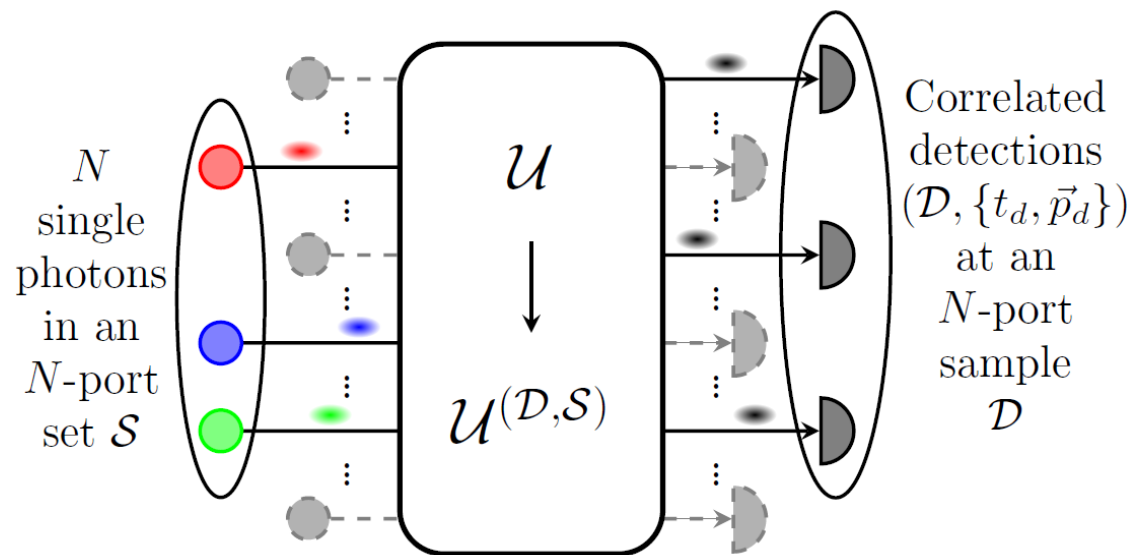 N
single
photons
in an
N-port
set 𝒮
𝒰
𝒰^(𝒟,𝒮)
Correlated
detections
(𝒟, {t_d, p⃗_d})
at an
N-port
sample
𝒟